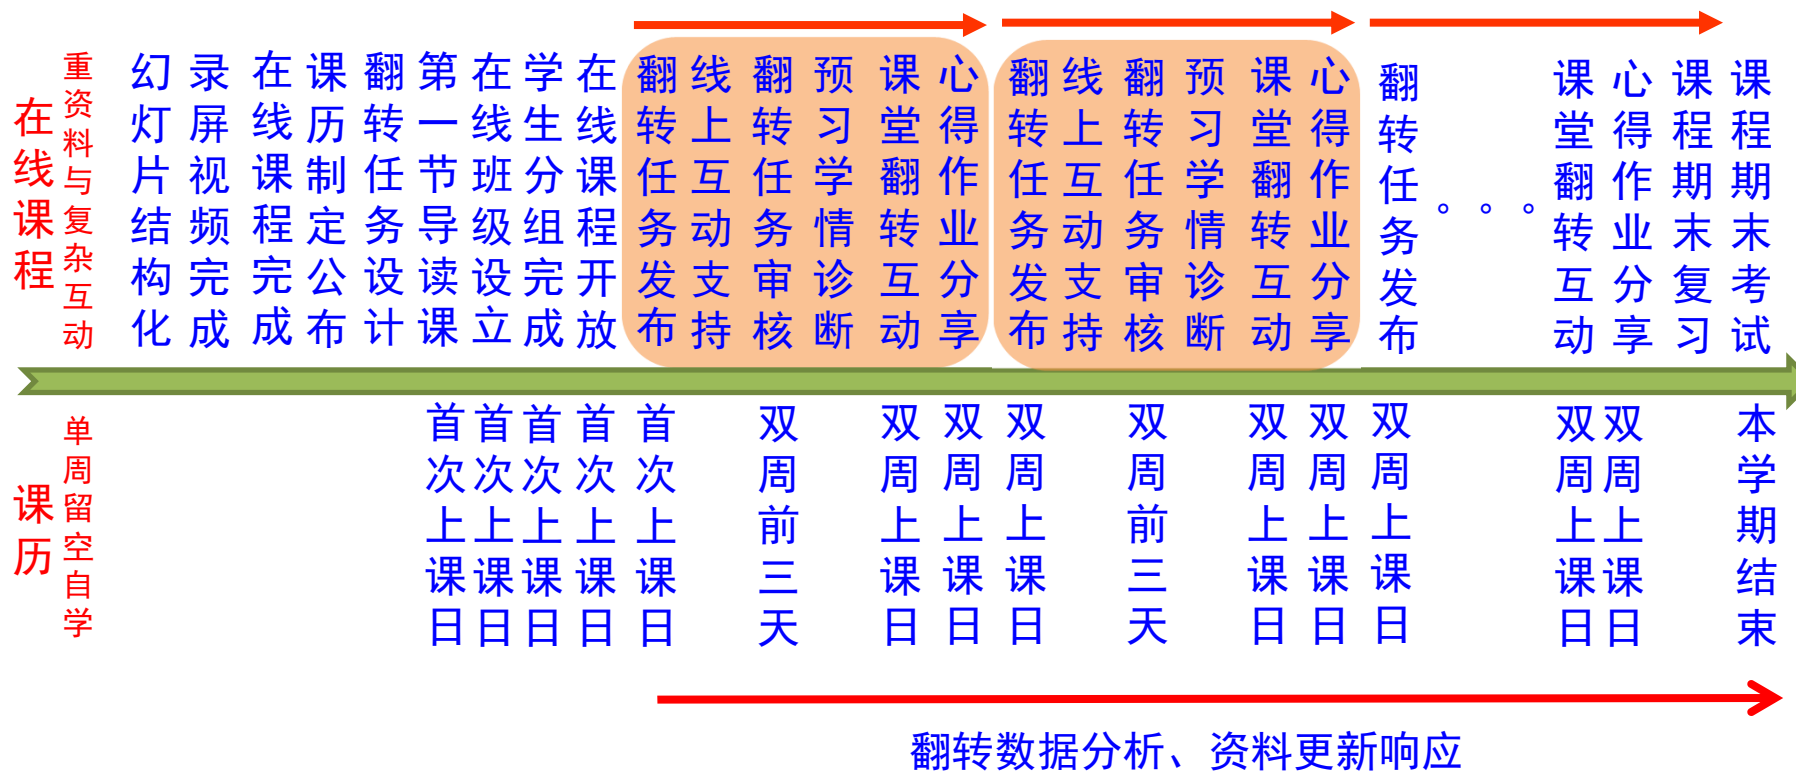 在线课程
重资料与复杂互动
幻灯片结构化
录屏视频完成
在线课程完成
课历制定公布
翻转任务设计
第一节导读课
在线班级设立
学生分组完成
在线课程开放
翻转任务发布
线上互动支持
翻转任务审核
预习学情诊断
课堂翻转互动
心得作业分享
翻转任务发布
线上互动支持
翻转任务审核
预习学情诊断
课堂翻转互动
心得作业分享
翻转任务发布
。。。
课堂翻转互动
心得作业分享
课程期末复习
课程期末考试
课历
单周留空自学
首次上课日
首次上课日
首次上课日
首次上课日
首次上课日
双周前三天
双周上课日
双周上课日
双周上课日
双周前三天
双周上课日
双周上课日
双周上课日
双周上课日
双周上课日
本学期结束
翻转数据分析、资料更新响应